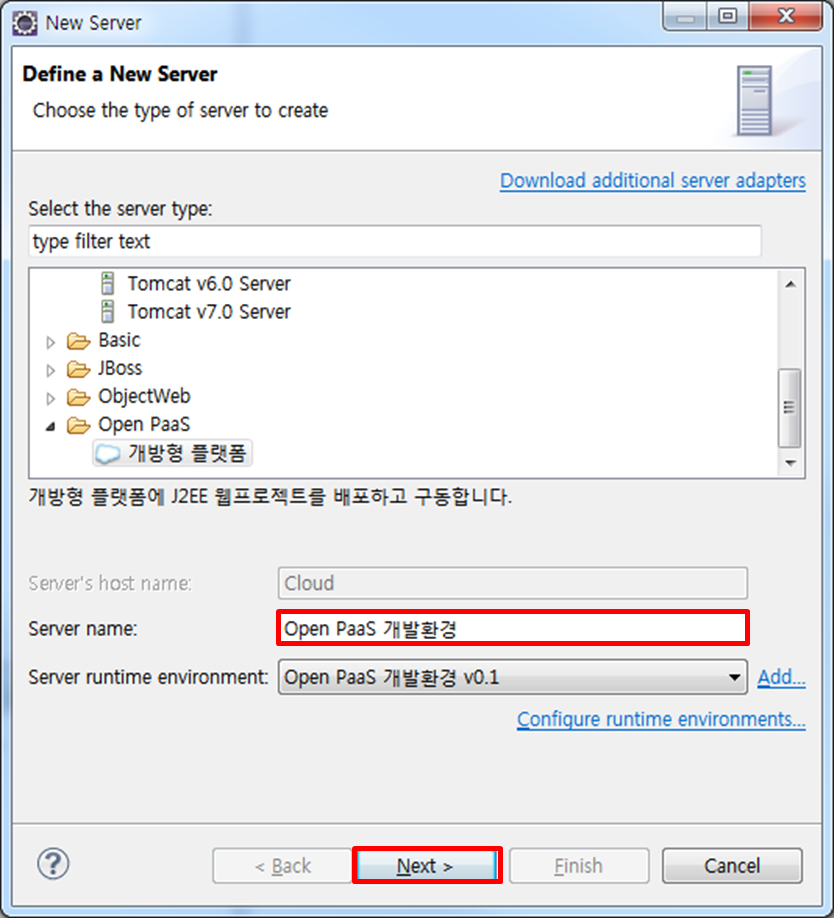 New Server
Define a New Server
Choose the type of server to create
Download additional server adapters
Select the server type:
type filter text
Tomcat v6.0 Server
Tomcat v7.0 Server
Basic
JBoss
ObjectWeb
Open PaaS
개방형 플랫폼
개방형 플랫폼에 J2EE 웹프로젝트를 배포하고 구동합니다.
Server's host name: Cloud
Server name: Open PaaS 개발환경
Server runtime environment: Open PaaS 개발환경 v0.1 Add...
Configure runtime environments...
? < Back Next > Finish Cancel